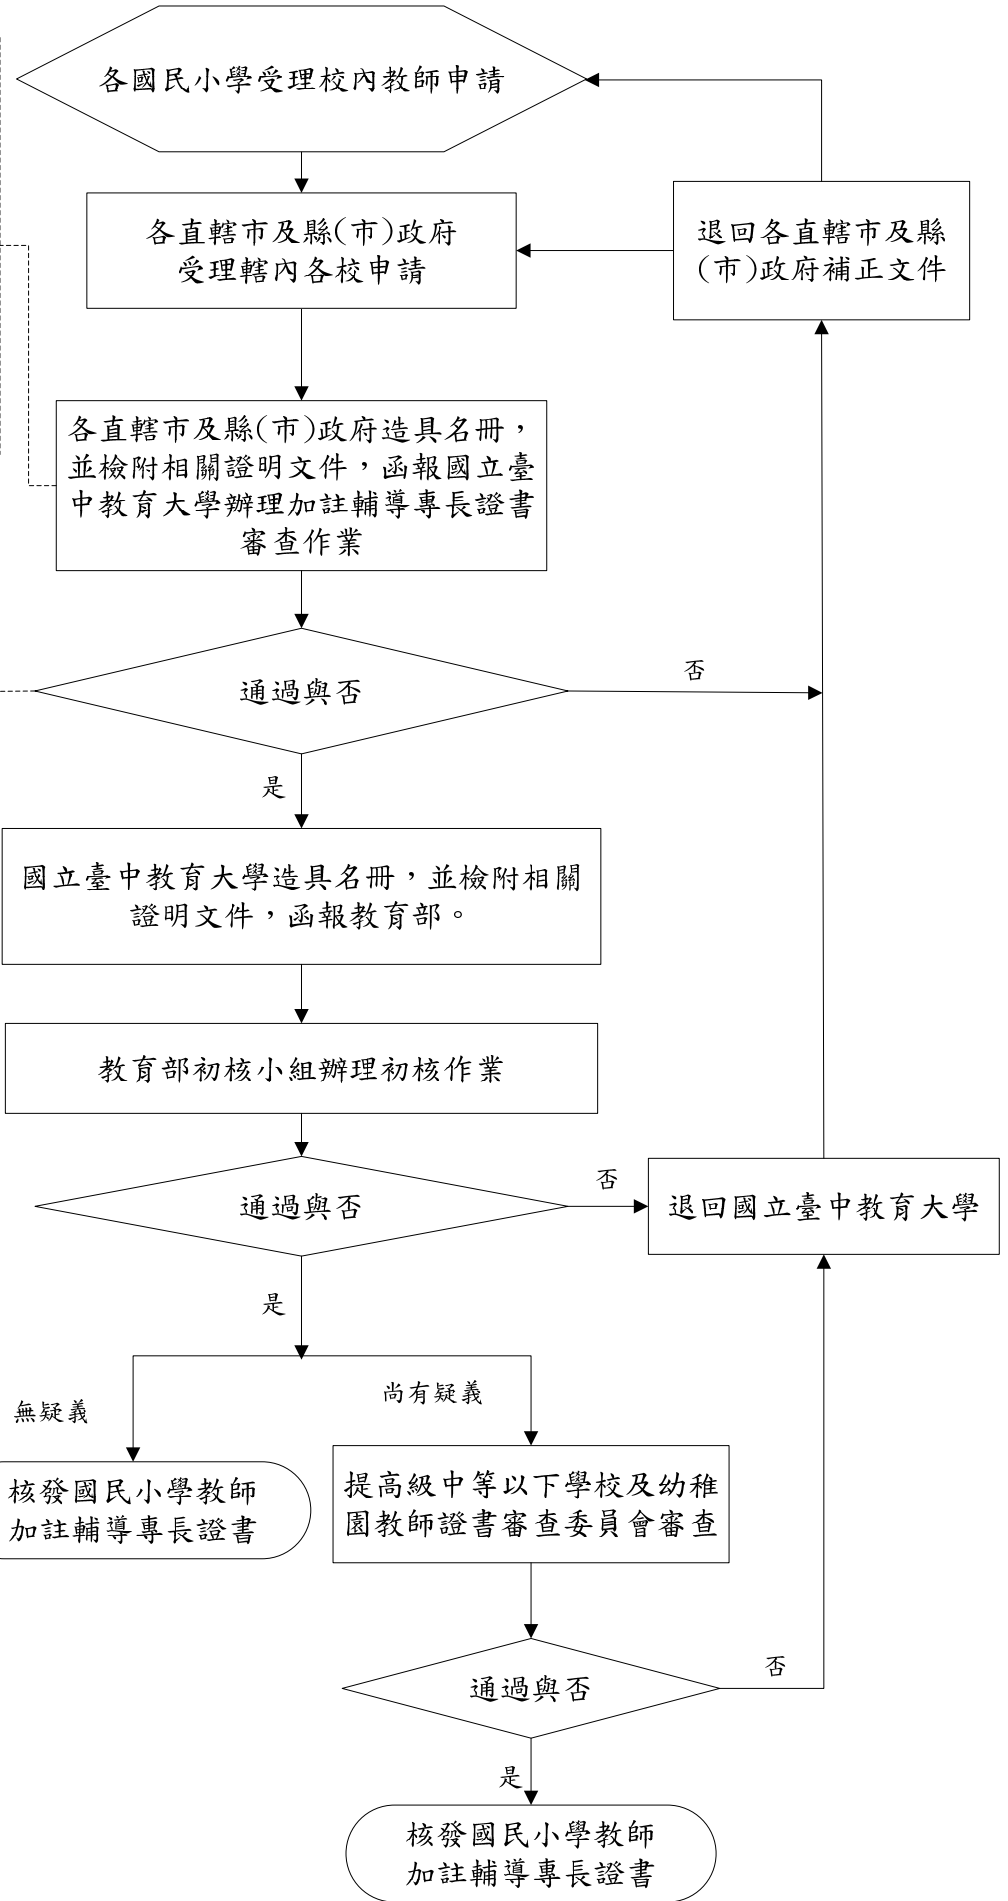 各國民小學受理校內教師申請
各直轄市及縣(市)政府
受理轄內各校申請
退回各直轄市及縣
(市)政府補正文件
各直轄市及縣(市)政府造具名冊，
並檢附相關證明文件，函報國立臺
中教育大學辦理加註輔導專長證書
審查作業
通過與否
否
是
國立臺中教育大學造具名冊，並檢附相關
證明文件，函報教育部。
教育部初核小組辦理初核作業
通過與否
否
退回國立臺中教育大學
是
無疑義
尚有疑義
核發國民小學教師
加註輔導專長證書
提高級中等以下學校及幼稚
園教師證書審查委員會審查
通過與否
否
是
核發國民小學教師
加註輔導專長證書